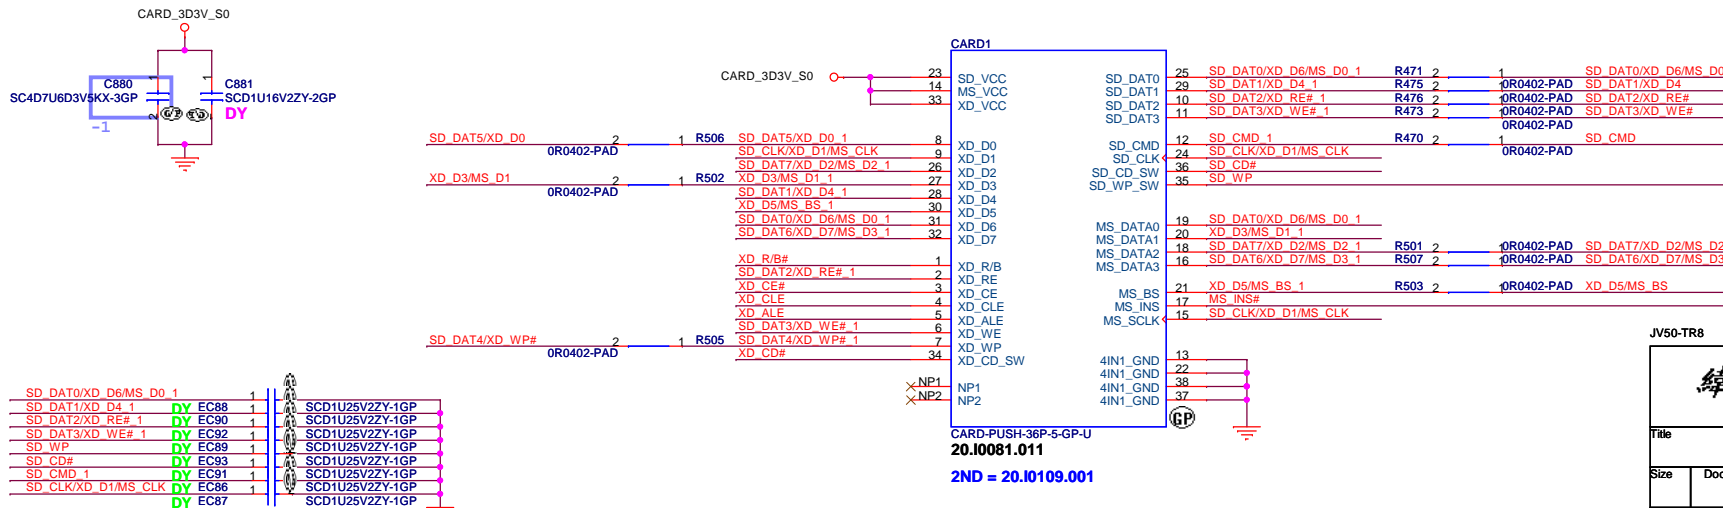 CARD_3D3V_S0
C880
SC4D7U6D3V5KX-3GP
1
2
-1
C881
SCD1U16V2ZY-2GP
1
DY
CARD_3D3V_S0
CARD1
23 SD_VCC
14 MS_VCC
33 XD_VCC
SD_DAT5/XD_D0 2 1 R506 SD_DAT5/XD_D0_1 8 XD_D0
0R0402-PAD
SD_CLK/XD_D1/MS_CLK 9 XD_D1
SD_DAT7/XD_D2/MS_D2_1 26 XD_D2
XD_D3/MS_D1 2 1 R502 XD_D3/MS_D1_1 27 XD_D3
0R0402-PAD
SD_DAT1/XD_D4_1 28 XD_D4
XD_D5/MS_BS_1 30 XD_D5
SD_DAT0/XD_D6/MS_D0_1 31 XD_D6
SD_DAT6/XD_D7/MS_D3_1 32 XD_D7
XD_R/B# 1 XD_R/B
SD_DAT2/XD_RE#_1 2 XD_RE
XD_CE# 3 XD_CE
XD_CLE 4 XD_CLE
XD_ALE 5 XD_ALE
SD_DAT3/XD_WE#_1 6 XD_WE
SD_DAT4/XD_WP# 2 1 R505 SD_DAT4/XD_WP#_1 7 XD_WP
0R0402-PAD
XD_CD# 34 XD_CD_SW
NP1 NP1
NP2 NP2
SD_DAT0 25 SD_DAT0/XD_D6/MS_D0_1 R471 2 1 SD_DAT0/XD_D6/MS_D0
0R0402-PAD
SD_DAT1 29 SD_DAT1/XD_D4_1 R475 2 1 SD_DAT1/XD_D4
0R0402-PAD
SD_DAT2 10 SD_DAT2/XD_RE#_1 R476 2 1 SD_DAT2/XD_RE#
0R0402-PAD
SD_DAT3 11 SD_DAT3/XD_WE#_1 R473 2 1 SD_DAT3/XD_WE#
0R0402-PAD
SD_CMD 12 SD_CMD_1 R470 2 1 SD_CMD
0R0402-PAD
SD_CLK 24 SD_CLK/XD_D1/MS_CLK
SD_CD_SW 36 SD_CD#
SD_WP_SW 35 SD_WP
MS_DATA0 19 SD_DAT0/XD_D6/MS_D0_1
MS_DATA1 20 XD_D3/MS_D1_1
MS_DATA2 18 SD_DAT7/XD_D2/MS_D2_1 R501 2 1 0R0402-PAD SD_DAT7/XD_D2/MS_D2
MS_DATA3 16 SD_DAT6/XD_D7/MS_D3_1 R507 2 1 0R0402-PAD SD_DAT6/XD_D7/MS_D3
MS_BS 21 XD_D5/MS_BS_1 R503 2 1 0R0402-PAD XD_D5/MS_BS
MS_INS 17 MS_INS#
MS_SCLK 15 SD_CLK/XD_D1/MS_CLK
4IN1_GND 13
4IN1_GND 22
4IN1_GND 38
4IN1_GND 37
GP
CARD-PUSH-36P-5-GP-U
20.I0081.011
2ND = 20.I0109.001
SD_DAT0/XD_D6/MS_D0_1 1
SD_DAT1/XD_D4_1 DY EC88 1 SCD1U25V2ZY-1GP
SD_DAT2/XD_RE#_1 DY EC90 1 SCD1U25V2ZY-1GP
SD_DAT3/XD_WE#_1 DY EC92 1 SCD1U25V2ZY-1GP
SD_WP DY EC89 1 SCD1U25V2ZY-1GP
SD_CD# DY EC93 1 SCD1U25V2ZY-1GP
SD_CMD_1 DY EC91 1 SCD1U25V2ZY-1GP
SD_CLK/XD_D1/MS_CLK DY EC86 1 SCD1U25V2ZY-1GP
DY EC87 SCD1U25V2ZY-1GP
JV50-TR8
Title
Size Doc